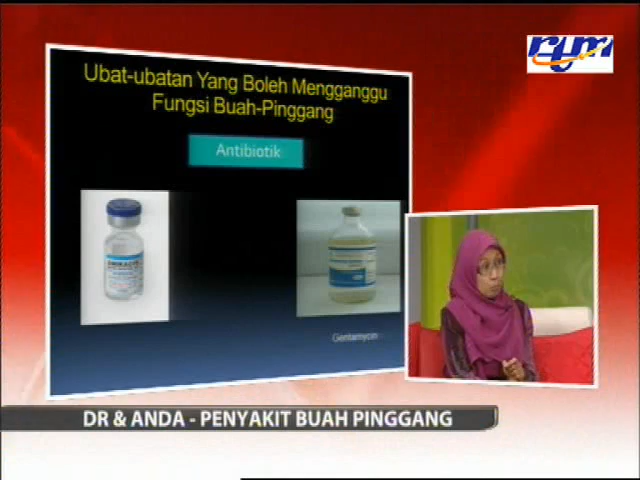 rtm
Ubat-ubatan Yang Boleh Mengganggu
Fungsi Buah-Pinggang
Antibiotik
Gentamycin
DR & ANDA - PENYAKIT BUAH PINGGANG